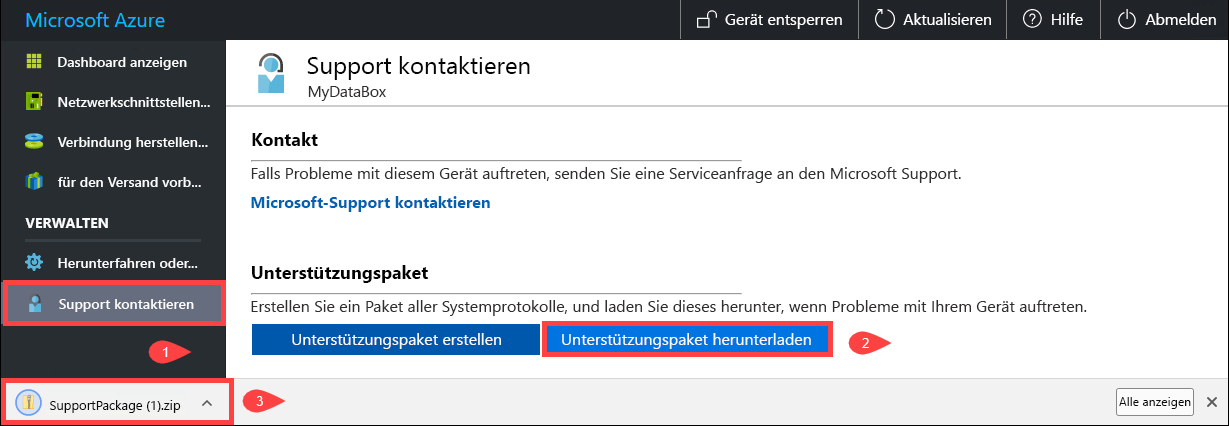 Microsoft Azure
Gerät entsperren
Aktualisieren
Hilfe
Abmelden
Dashboard anzeigen
Netzwerkschnittstellen...
Verbindung herstellen...
für den Versand vorb...
VERWALTEN
Herunterfahren oder...
Support kontaktieren
1
Support kontaktieren
MyDataBox
Kontakt
Falls Probleme mit diesem Gerät auftreten, senden Sie eine Serviceanfrage an den Microsoft Support.
Microsoft-Support kontaktieren
Unterstützungspaket
Erstellen Sie ein Paket aller Systemprotokolle, und laden Sie dieses herunter, wenn Probleme mit Ihrem Gerät auftreten.
Unterstützungspaket erstellen
Unterstützungspaket herunterladen
2
SupportPackage (1).zip
3
Alle anzeigen